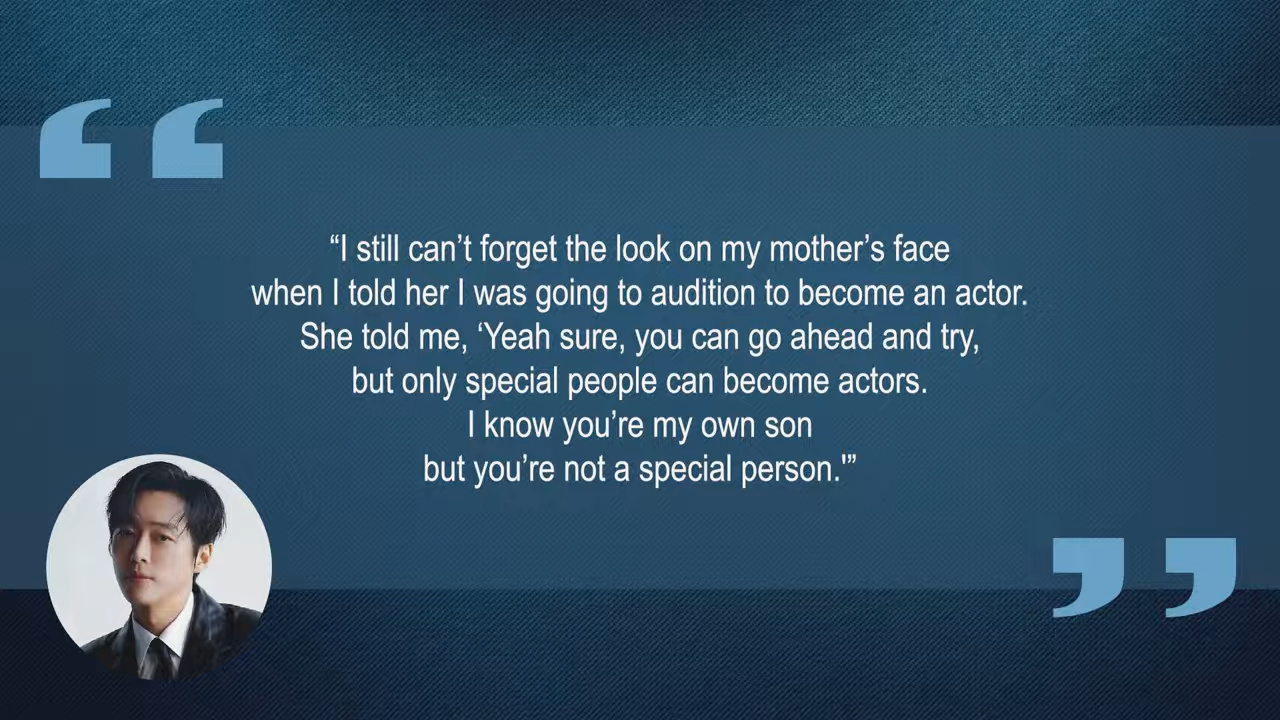 “I still can’t forget the look on my mother’s face
when I told her I was going to audition to become an actor.
She told me, ‘Yeah sure, you can go ahead and try,
but only special people can become actors.
I know you’re my own son
but you’re not a special person.'”